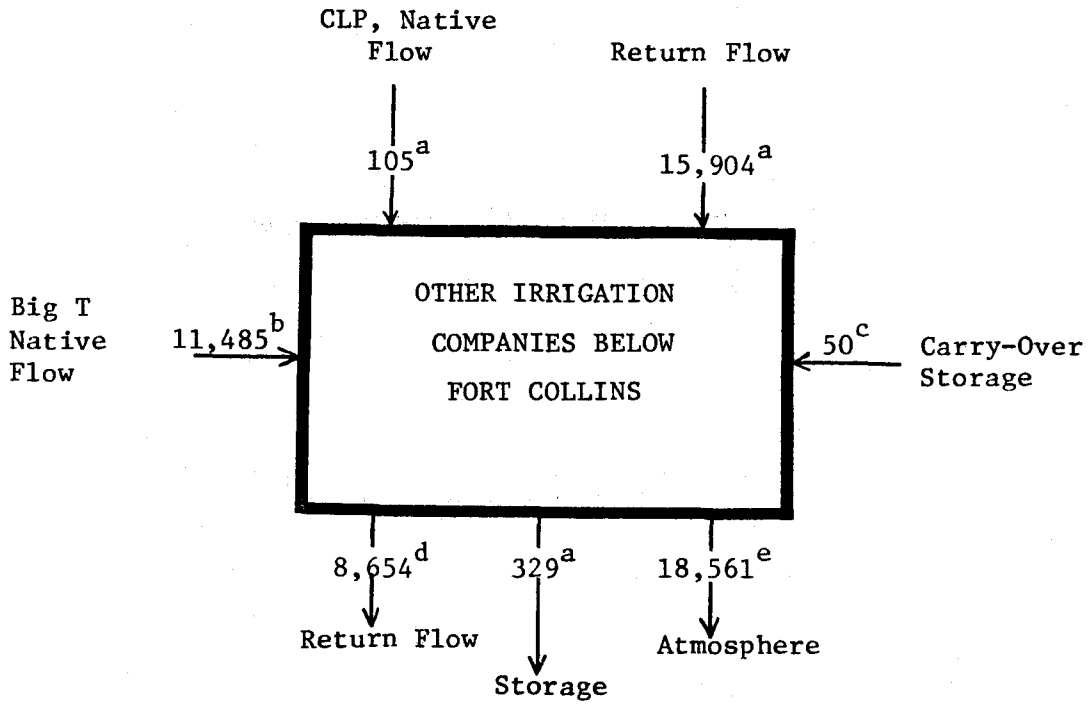 CLP, Native
Flow
Return Flow
105a
15,904a
OTHER IRRIGATION
COMPANIES BELOW
FORT COLLINS
Big T
Native
Flow
11,485b
50c
Carry-Over
Storage
8,654d
329a
18,561e
Return Flow
Atmosphere
Storage